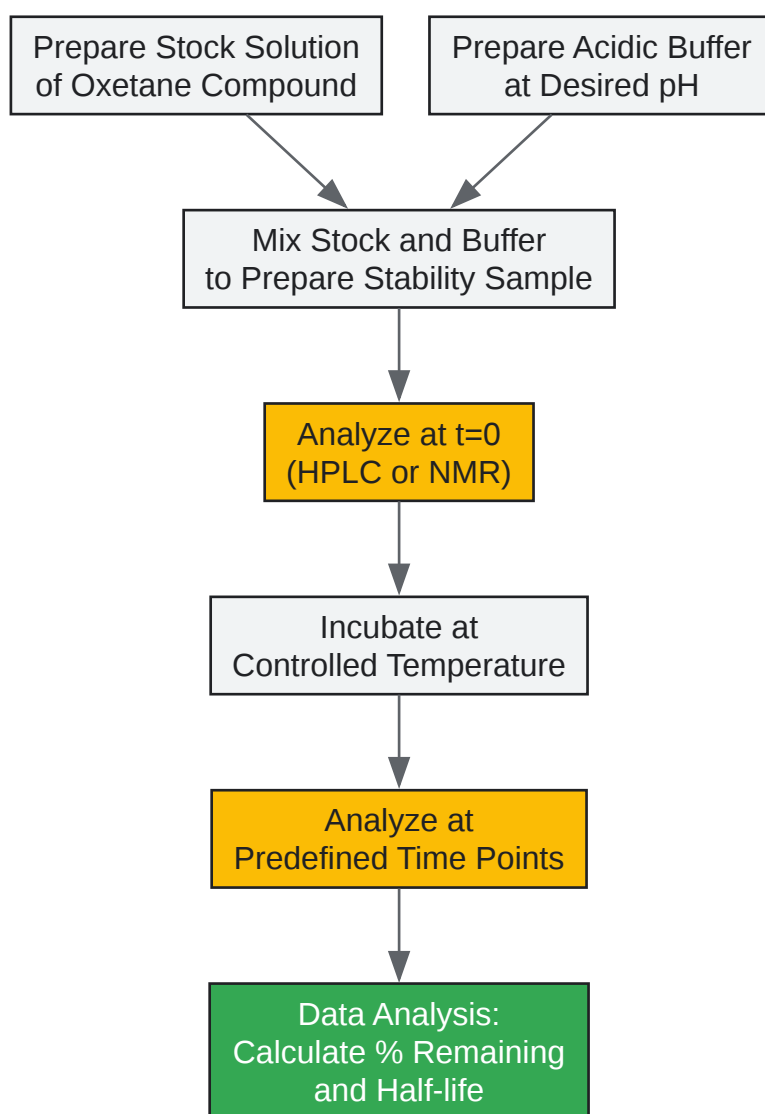 Prepare Stock Solution
of Oxetane Compound
Prepare Acidic Buffer
at Desired pH
Mix Stock and Buffer
to Prepare Stability Sample
Analyze at t=0
(HPLC or NMR)
Incubate at
Controlled Temperature
Analyze at
Predefined Time Points
Data Analysis:
Calculate % Remaining
and Half-life